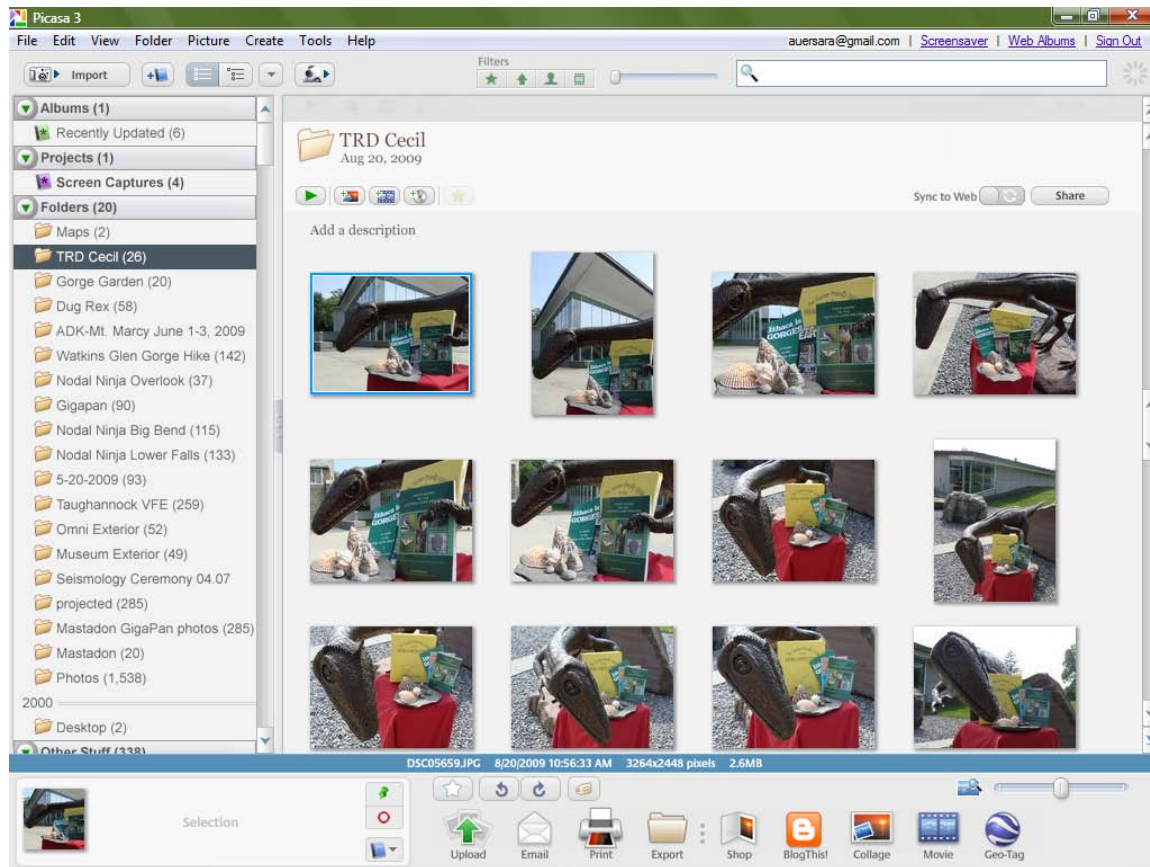 Picasa 3
File Edit View Folder Picture Create Tools Help
auersara@gmail.com | Screensaver | Web Albums | Sign Out
Import
Filters
Albums (1)
Recently Updated (6)
Projects (1)
Screen Captures (4)
Folders (20)
Maps (2)
TRD Cecil (26)
Gorge Garden (20)
Dug Rex (58)
ADK-Mt. Marcy June 1-3, 2009
Watkins Glen Gorge Hike (142)
Nodal Ninja Overlook (37)
Gigapan (90)
Nodal Ninja Big Bend (115)
Nodal Ninja Lower Falls (133)
5-20-2009 (93)
Taughannock VFE (259)
Omni Exterior (52)
Museum Exterior (49)
Seismology Ceremony 04.07
projected (285)
Mastadon GigaPan photos (285)
Mastadon (20)
Photos (1,538)
2000
Desktop (2)
Other Stuff (338)
TRD Cecil
Aug 20, 2009
Sync to Web
Share
Add a description
Ithaca is
GORGES
DSC05659.JPG 8/20/2009 10:56:33 AM 3264x2448 pixels 2.6MB
Selection
Upload Email Print Export Shop BlogThis! Collage Movie Geo-Tag